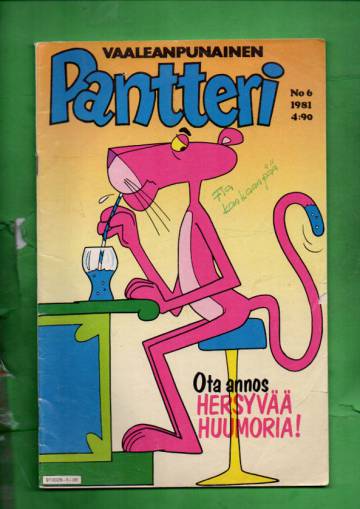 VAALEANPUNAINEN
Pantteri
No 6
1981
4:90
Ota annos
HERSYVÄÄ
HUUMORIA!